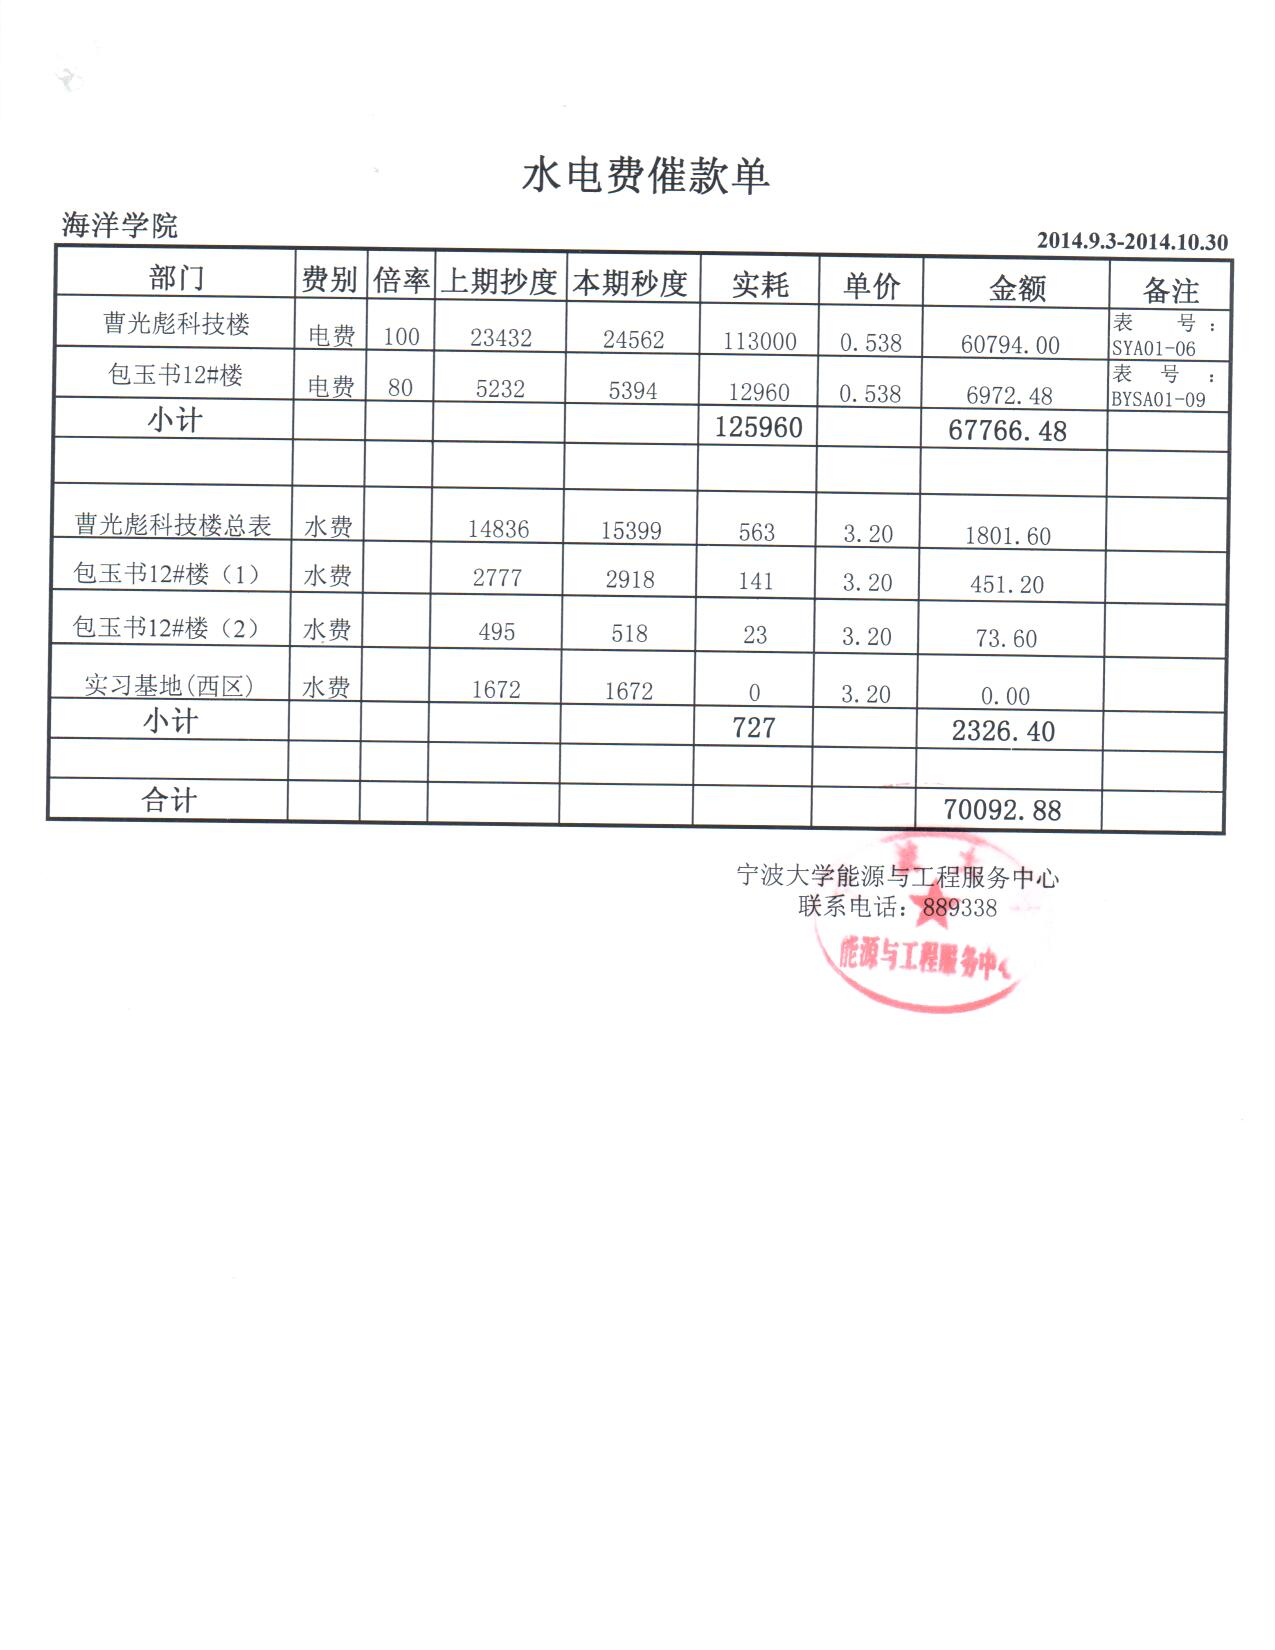 水电费催款单
海洋学院
2014.9.3-2014.10.30
部门 费别 倍率 上期抄度 本期秒度 实耗 单价 金额 备注
曹光彪科技楼 电费 100 23432 24562 113000 0.538 60794.00 表 号：
SYA01-06
包玉书12#楼 电费 80 5232 5394 12960 0.538 6972.48 表 号：
BYSA01-09
小计 125960 67766.48
曹光彪科技楼总表 水费 14836 15399 563 3.20 1801.60
包玉书12#楼（1） 水费 2777 2918 141 3.20 451.20
包玉书12#楼（2） 水费 495 518 23 3.20 73.60
实习基地(西区) 水费 1672 1672 0 3.20 0.00
小计 727 2326.40
合计 70092.88
宁波大学能源与工程服务中心
联系电话：889338
能源与工程服务中心